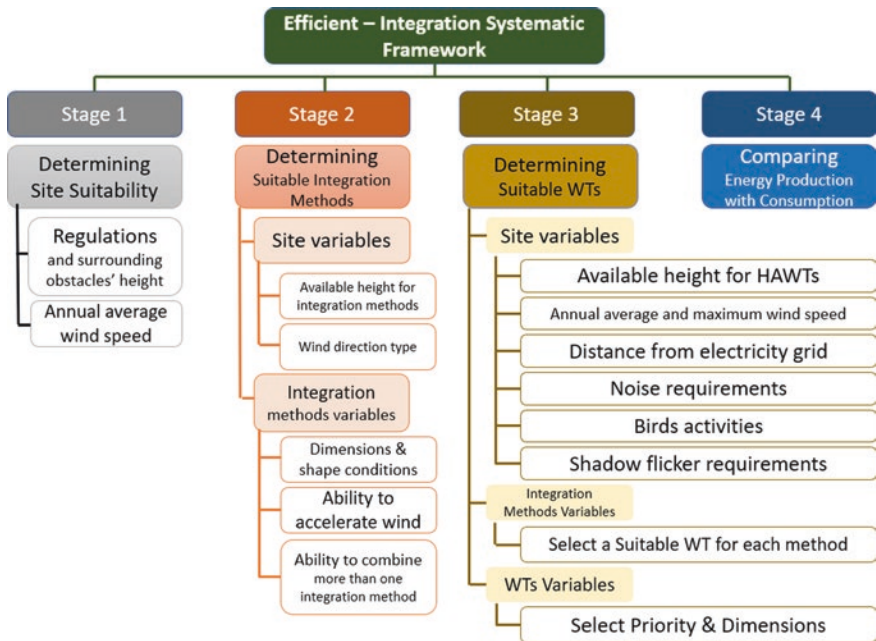 Efficient – Integration Systematic
Framework
Stage 1
Determining
Site Suitability
Regulations
and surrounding
obstacles’ height
Annual average
wind speed
Stage 2
Determining
Suitable Integration
Methods
Site variables
Available height for
integration methods
Wind direction type
Integration
methods variables
Dimensions &
shape conditions
Ability to
accelerate wind
Ability to combine
more than one
integration method
Stage 3
Determining
Suitable WTs
Site variables
Available height for HAWTs
Annual average and maximum wind speed
Distance from electricity grid
Noise requirements
Birds activities
Shadow flicker requirements
Integration
Methods Variables
Select a Suitable WT for each method
WTs Variables
Select Priority & Dimensions
Stage 4
Comparing
Energy Production
with Consumption